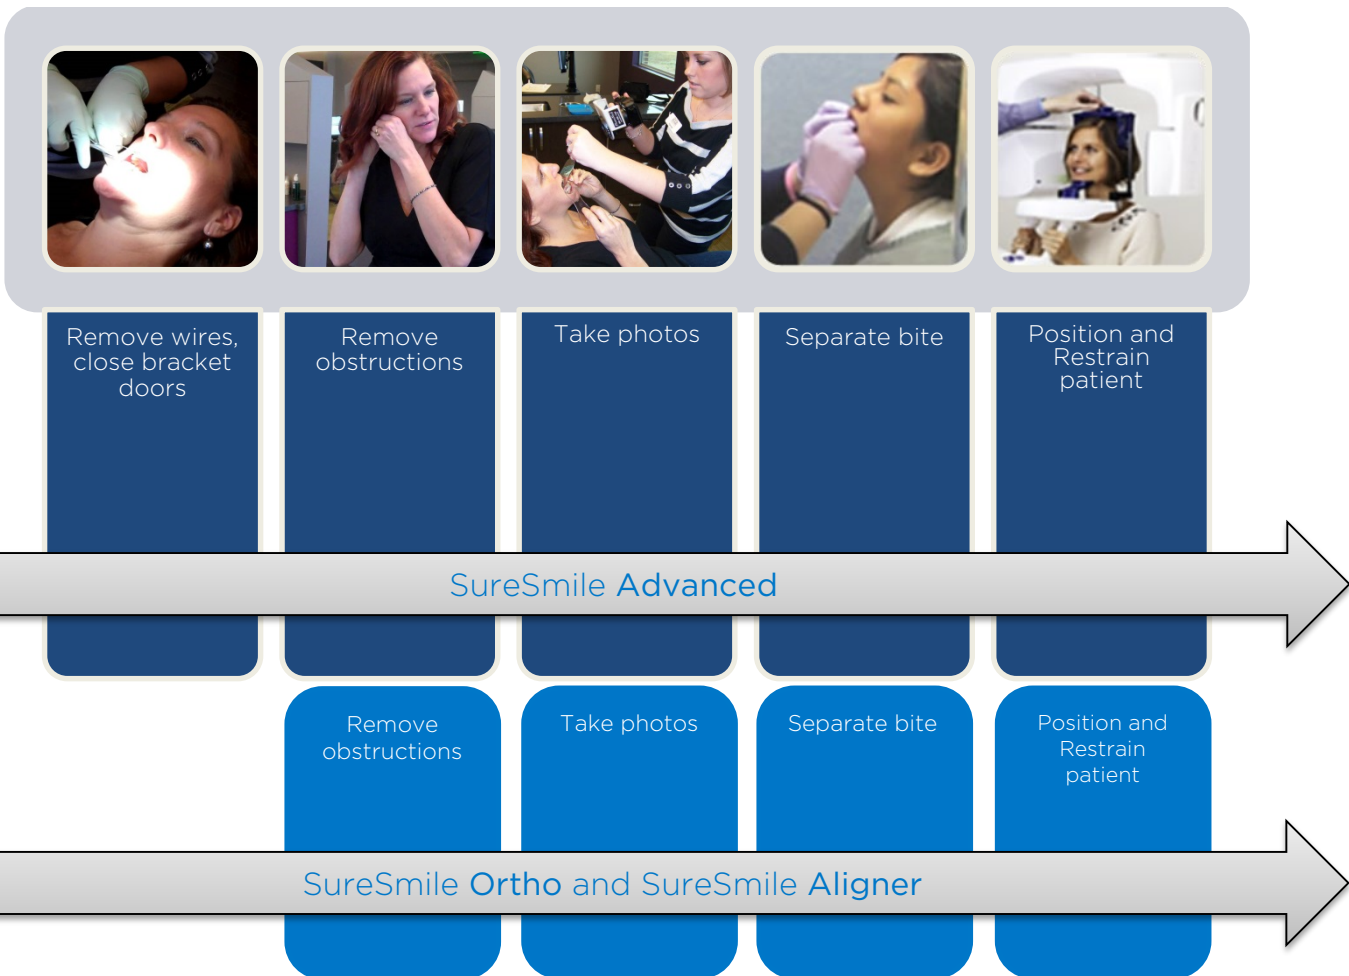 Remove wires,
close bracket
doors
Remove
obstructions
Take photos
Separate bite
Position and
Restrain
patient
SureSmile Advanced
Remove
obstructions
Take photos
Separate bite
Position and
Restrain
patient
SureSmile Ortho and SureSmile Aligner